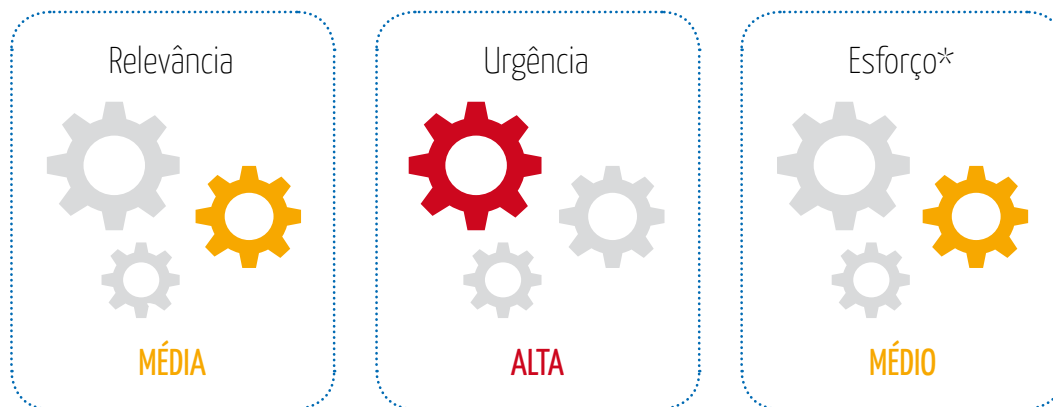 Relevância
MÉDIA
Urgência
ALTA
Esforço*
MÉDIO